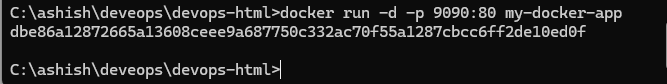 C:\ashish\deveops\devops-html>docker run -d -p 9090:80 my-docker-app
dbe86a12872665a13608ceee9a687750c332ac70f55a1287cbcc6ff2de10ed0f
C:\ashish\deveops\devops-html>